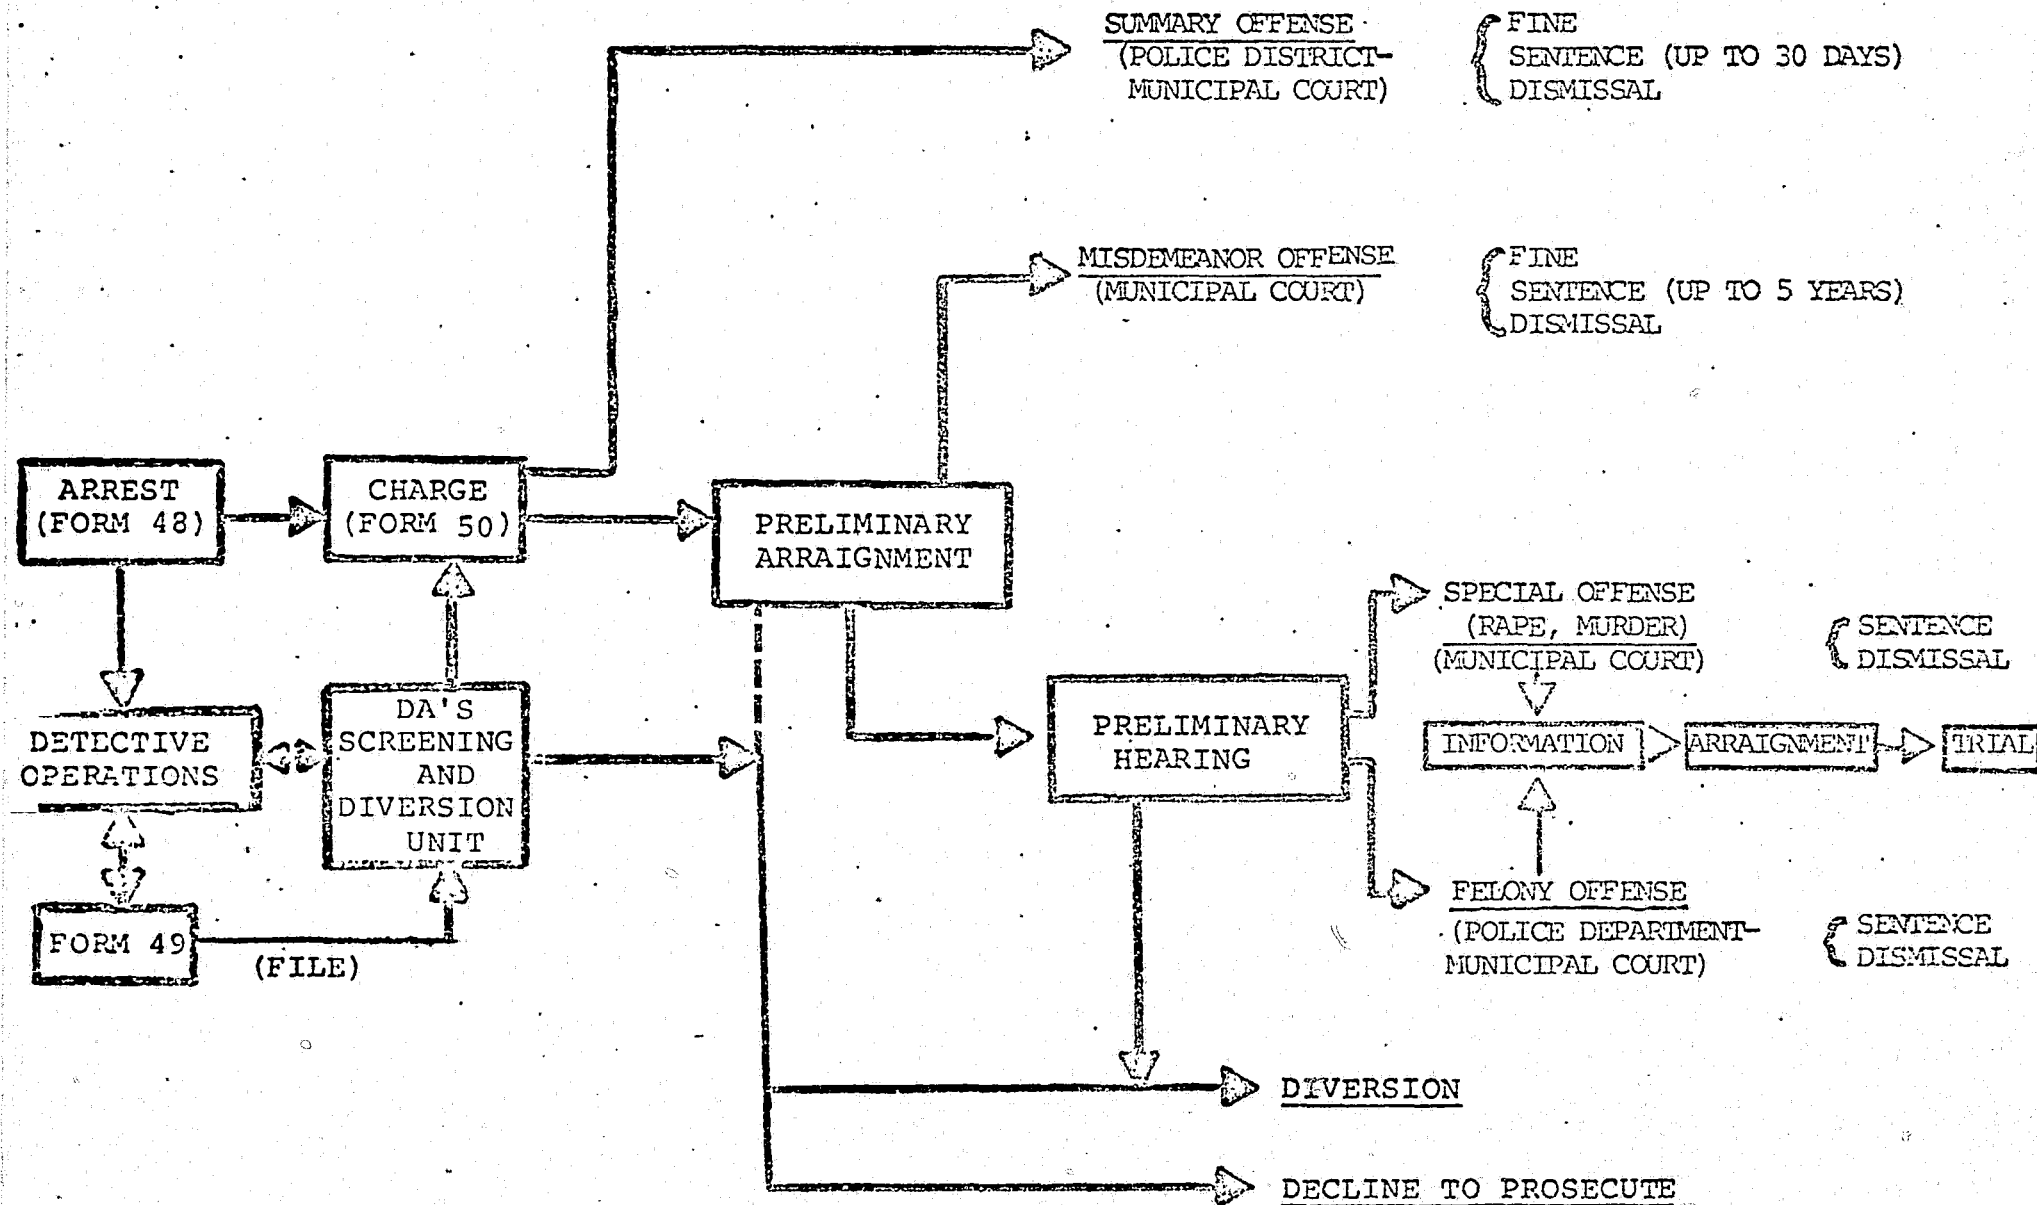 SUMMARY OFFENSE
(POLICE DISTRICT-
MUNICIPAL COURT)
FINE
SENTENCE (UP TO 30 DAYS)
DISMISSAL
MISDEMEANOR OFFENSE
(MUNICIPAL COURT)
FINE
SENTENCE (UP TO 5 YEARS)
DISMISSAL
ARREST
(FORM 48)
CHARGE
(FORM 50)
PRELIMINARY
ARRAIGNMENT
DETECTIVE
OPERATIONS
DA'S
SCREENING
AND
DIVERSION
UNIT
FORM 49
(FILE)
PRELIMINARY
HEARING
SPECIAL OFFENSE
(RAPE, MURDER)
(MUNICIPAL COURT)
SENTENCE
DISMISSAL
INFORMATION
ARRAIGNMENT
TRIAL
FELONY OFFENSE
(POLICE DEPARTMENT-
MUNICIPAL COURT)
SENTENCE
DISMISSAL
DIVERSION
DECLINE TO PROSECUTE